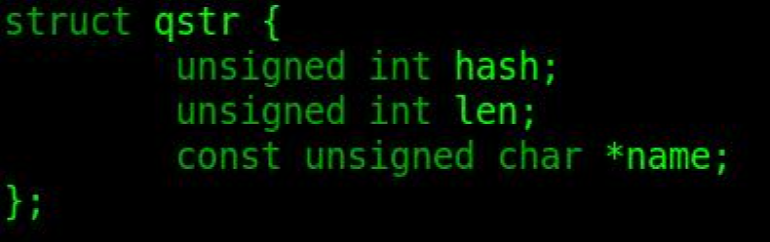 struct qstr {
        unsigned int hash;
        unsigned int len;
        const unsigned char *name;
};